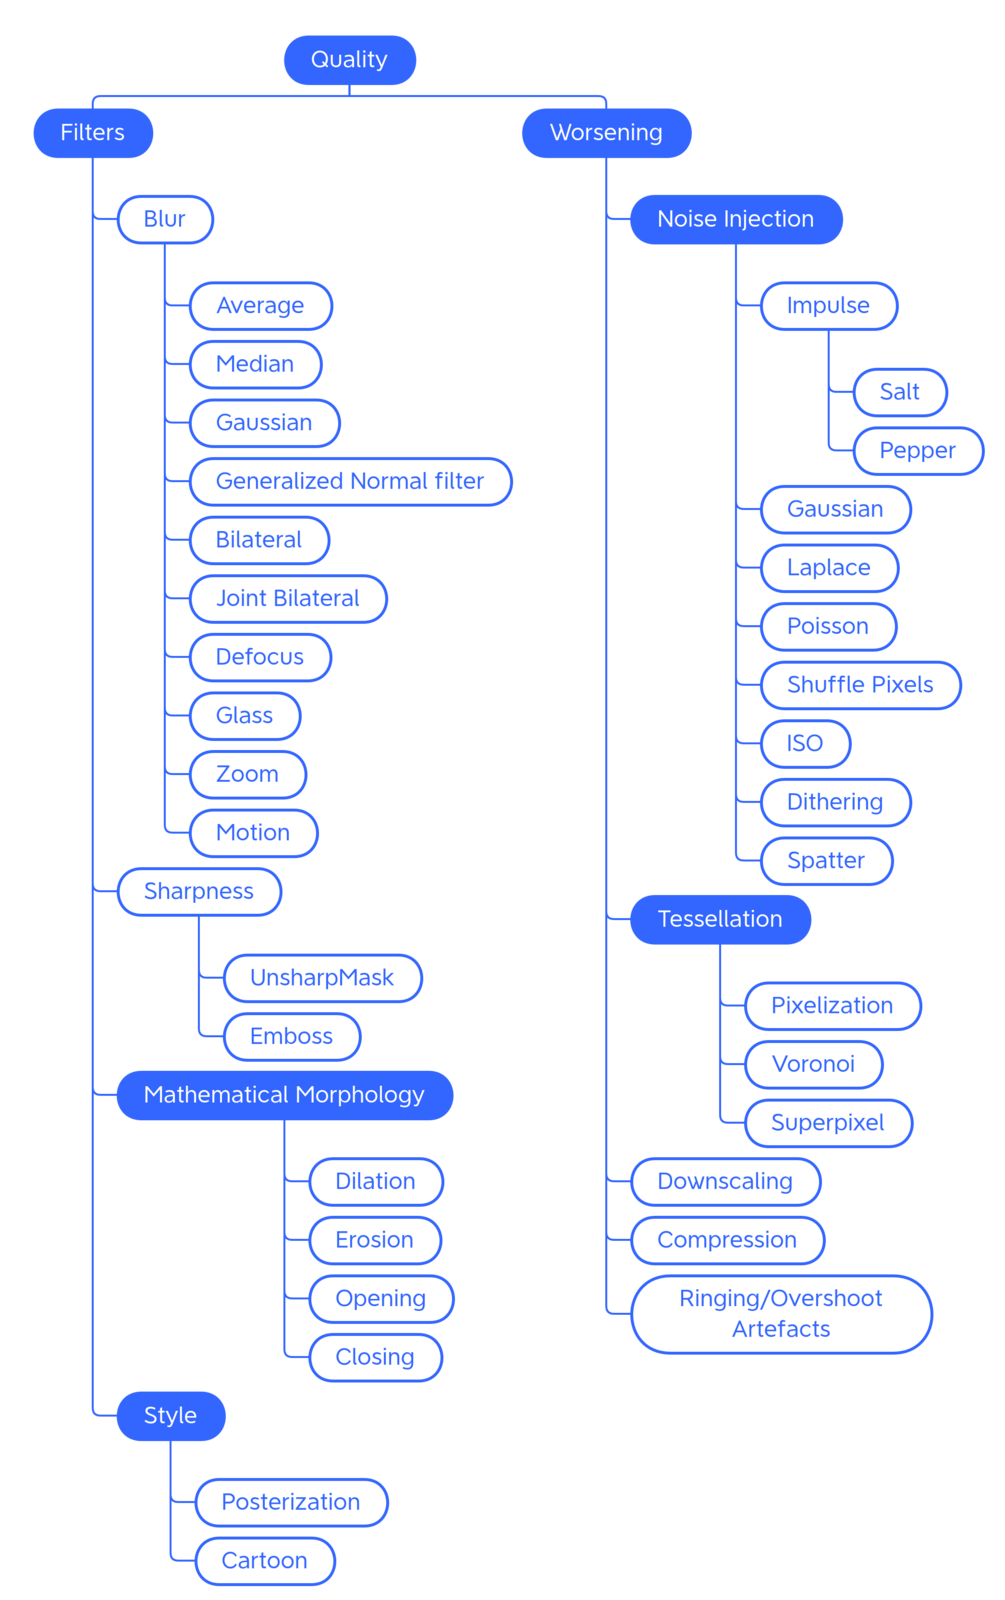 Quality
Filters
Blur
Average
Median
Gaussian
Generalized Normal filter
Bilateral
Joint Bilateral
Defocus
Glass
Zoom
Motion
Sharpness
UnsharpMask
Emboss
Mathematical Morphology
Dilation
Erosion
Opening
Closing
Style
Posterization
Cartoon
Worsening
Noise Injection
Impulse
Salt
Pepper
Gaussian
Laplace
Poisson
Shuffle Pixels
ISO
Dithering
Spatter
Tessellation
Pixelization
Voronoi
Superpixel
Downscaling
Compression
Ringing/Overshoot
Artefacts